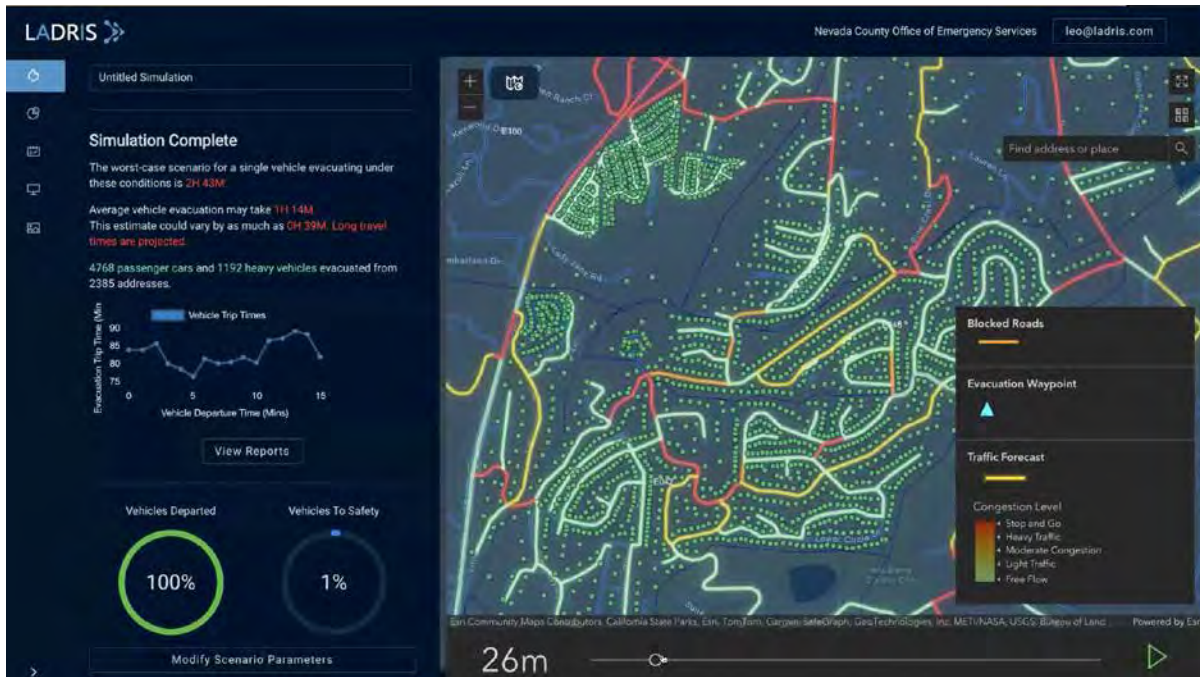 LADRIS
Nevada County Office of Emergency Services
leo@ladris.com
Untitled Simulation
Simulation Complete
The worst-case scenario for a single vehicle evacuating under
these conditions is 2H 43M.
Average vehicle evacuation may take 1H 14M.
This estimate could vary by as much as 0H 39M. Long travel
times are projected.
4768 passenger cars and 1192 heavy vehicles evacuated from
2385 addresses.
Vehicle Trip Times
Evacuation Trip Time (Min
90
85
80
75
0
5
10
15
Vehicle Departure Time (Mins)
View Reports
Vehicles Departed
Vehicles To Safety
100%
1%
Modify Scenario Parameters
+
−
Find address or place
Lady Jane Rd
Lower Circle
Blocked Roads
Evacuation Waypoint
Traffic Forecast
Congestion Level
Stop and Go
Heavy Traffic
Moderate Congestion
Light Traffic
Free Flow
Esri Community Maps Contributors, California State Parks, Esri, TomTom, Garmin, SafeGraph, GeoTechnologies, Inc, METI/NASA, USGS, Bureau of Land
Powered by Esri
26m